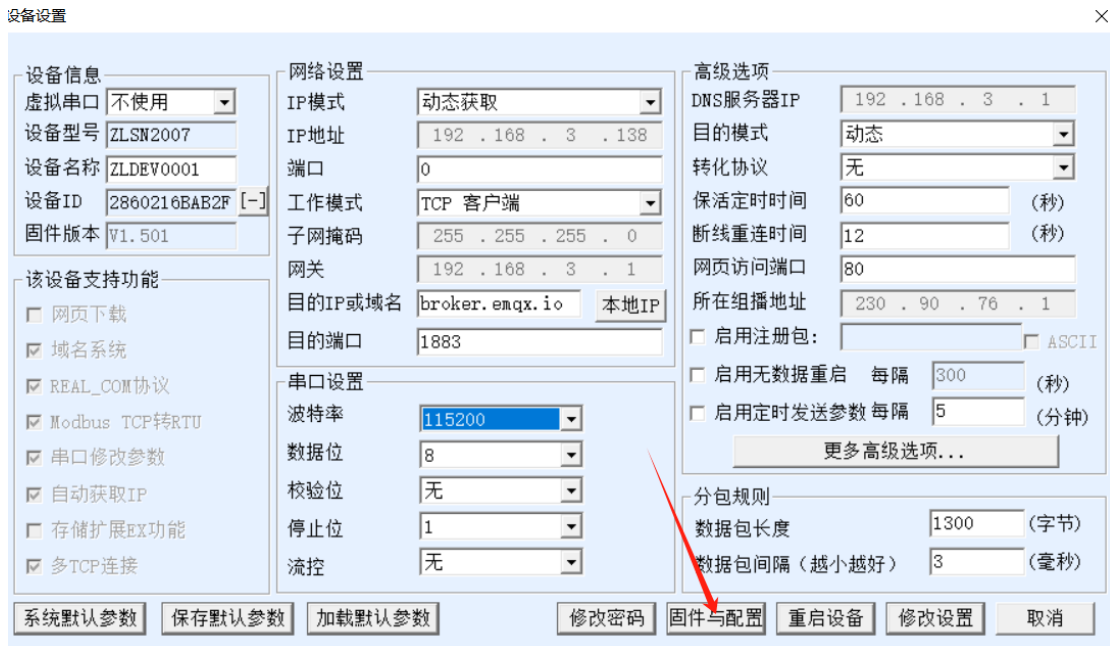 设备设置
设备信息
虚拟串口 不使用
设备型号 ZLSN2007
设备名称 ZLDEV0001
设备ID 2860216BAB2F [-]
固件版本 V1.501
该设备支持功能
网页下载
域名系统
REAL_COM协议
Modbus TCP转RTU
串口修改参数
自动获取IP
存储扩展EX功能
多TCP连接
网络设置
IP模式 动态获取
IP地址 192 .168 . 3 .138
端口 0
工作模式 TCP 客户端
子网掩码 255 .255 .255 . 0
网关 192 .168 . 3 . 1
目的IP或域名 broker.emqx.io 本地IP
目的端口 1883
串口设置
波特率 115200
数据位 8
校验位 无
停止位 1
流控 无
高级选项
DNS服务器IP 192 .168 . 3 . 1
目的模式 动态
转化协议 无
保活定时时间 60 (秒)
断线重连时间 12 (秒)
网页访问端口 80
所在组播地址 230 . 90 . 76 . 1
启用注册包: ASCII
启用无数据重启 每隔 300 (秒)
启用定时发送参数 每隔 5 (分钟)
更多高级选项...
分包规则
数据包长度 1300 (字节)
数据包间隔(越小越好) 3 (毫秒)
系统默认参数 保存默认参数 加载默认参数 修改密码 固件与配置 重启设备 修改设置 取消